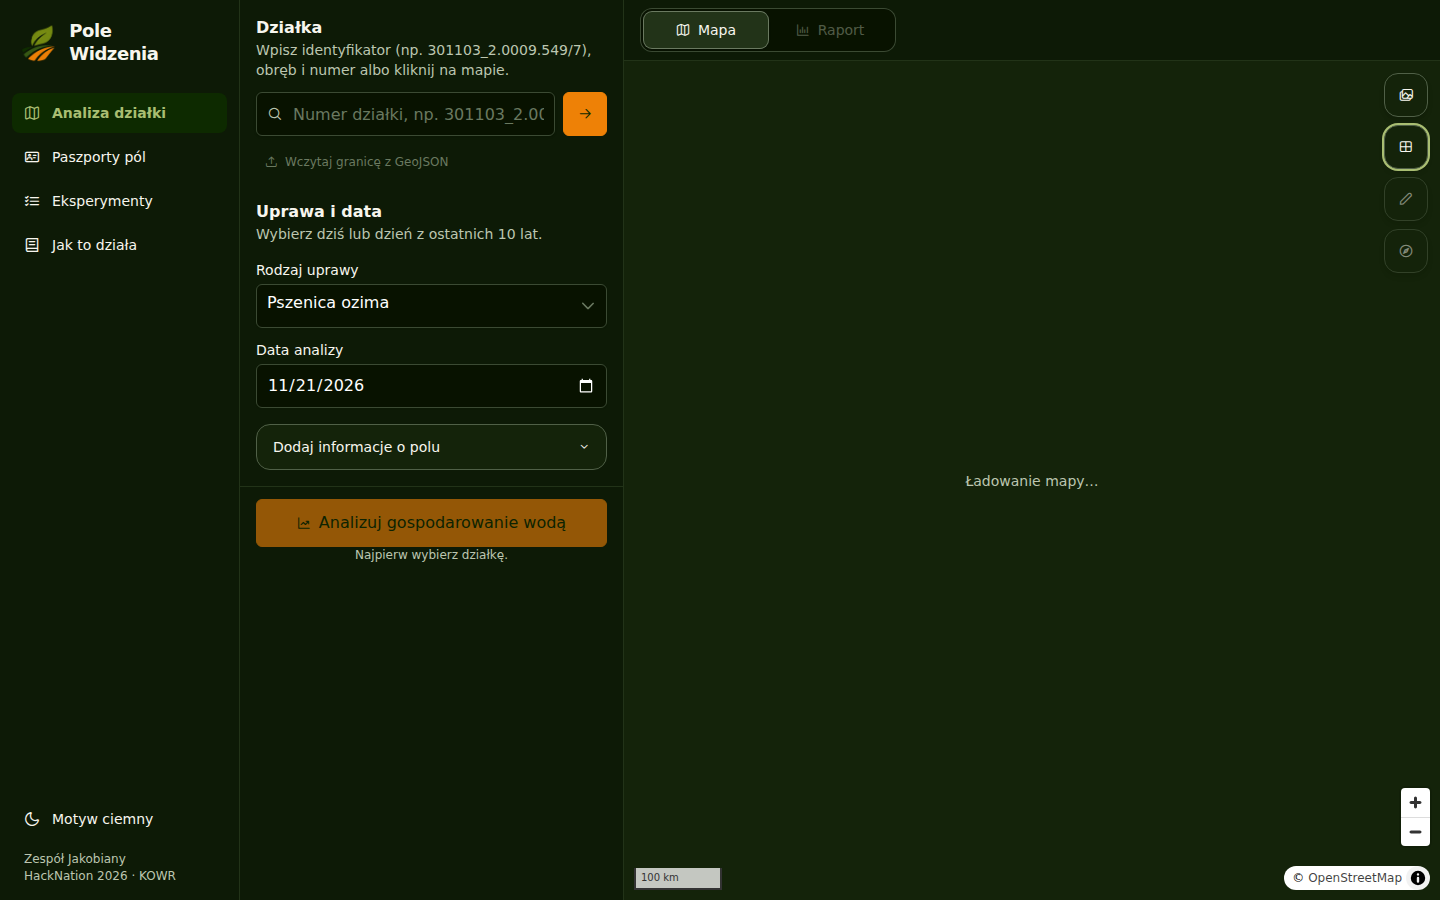 Pole
Widzenia
Analiza działki
Paszporty pól
Eksperymenty
Jak to działa
Motyw ciemny
Zespół Jakobiany
HackNation 2026 · KOWR
Działka
Wpisz identyfikator (np. 301103_2.0009.549/7),
obręb i numer albo kliknij na mapie.
Numer działki, np. 301103_2.00
Wczytaj granicę z GeoJSON
Uprawa i data
Wybierz dziś lub dzień z ostatnich 10 lat.
Rodzaj uprawy
Pszenica ozima
Data analizy
11/21/2026
Dodaj informacje o polu
Analizuj gospodarowanie wodą
Najpierw wybierz działkę.
Mapa
Raport
Ładowanie mapy…
100 km
© OpenStreetMap